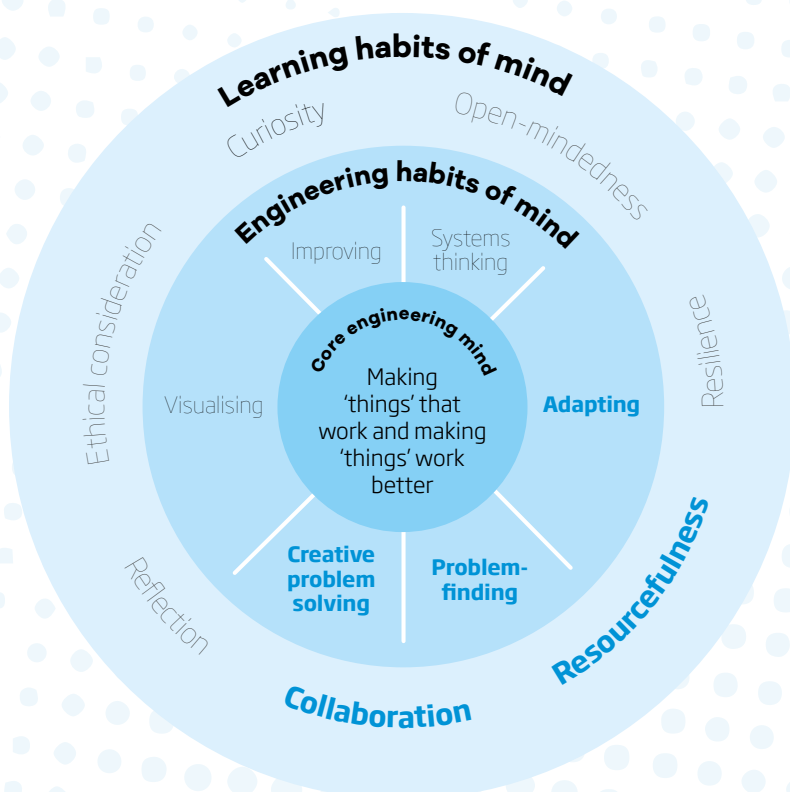 Learning habits of mind
Curiosity
Open-mindedness
Ethical consideration
Resilience
Reflection
Resourcefulness
Collaboration
Engineering habits of mind
Improving
Systems
thinking
Visualising
Adapting
Creative
problem
solving
Problem-
finding
Core engineering mind
Making
‘things’ that
work and making
‘things’ work
better